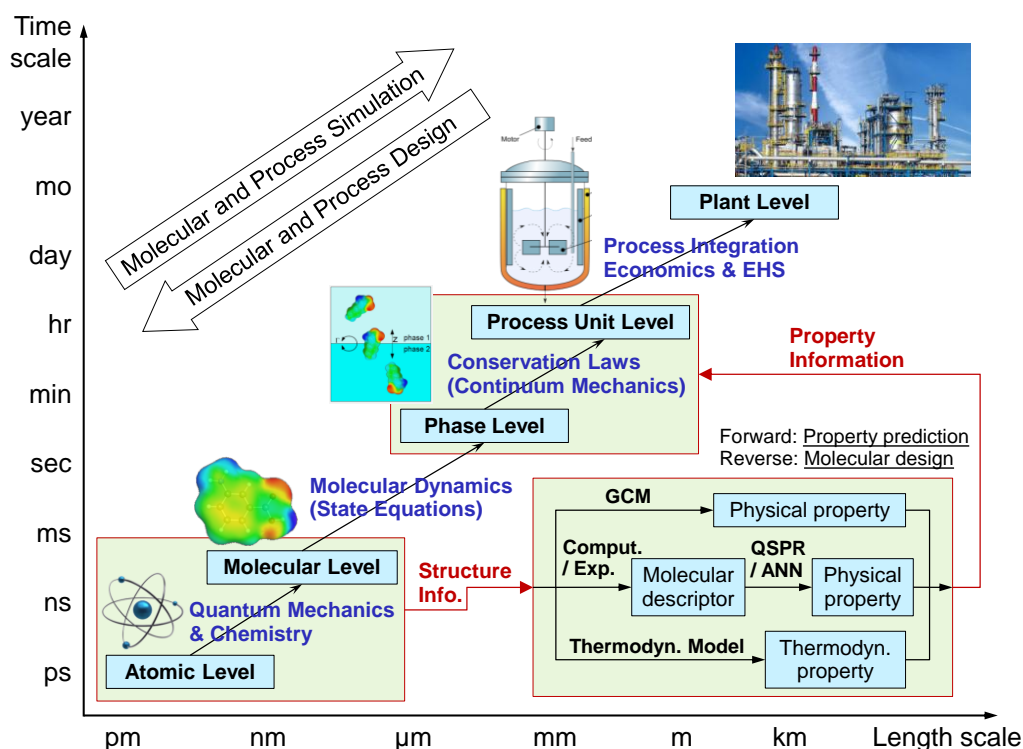 Time
scale
year
mo
day
hr
min
sec
ms
ns
ps
Molecular and Process Simulation
Molecular and Process Design
Motor
Feed
Plant Level
Process Integration
Economics & EHS
Process Unit Level
phase 1
phase 2
z
Conservation Laws
(Continuum Mechanics)
Phase Level
Property
Information
Forward: Property prediction
Reverse: Molecular design
Molecular Dynamics
(State Equations)
Molecular Level
Quantum Mechanics
& Chemistry
Atomic Level
Structure
Info.
GCM
Physical property
Comput.
/ Exp.
Molecular
descriptor
QSPR
/ ANN
Physical
property
Thermodyn. Model
Thermodyn.
property
pm
nm
µm
mm
m
km
Length scale